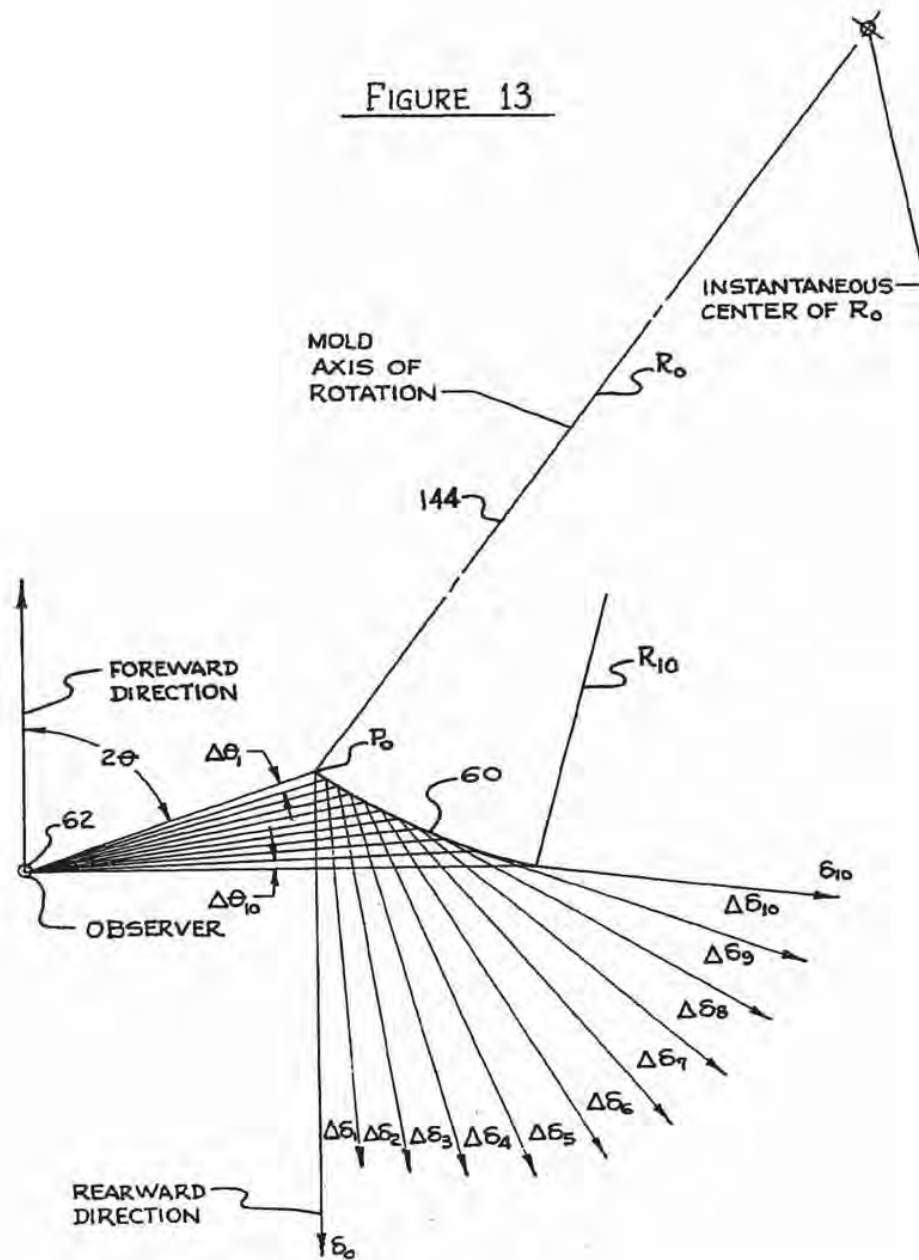 FIGURE 13
INSTANTANEOUS
CENTER OF R₀
MOLD
AXIS OF
ROTATION
R₀
144
FOREWARD
DIRECTION
R₁₀
2θ
Δθ₁
P₀
60
62
Δθ₁₀
OBSERVER
δ₁₀
Δδ₁₀
Δδ₉
Δδ₈
Δδ₇
Δδ₆
Δδ₁ Δδ₂ Δδ₃ Δδ₄ Δδ₅
REARWARD
DIRECTION
δ₀